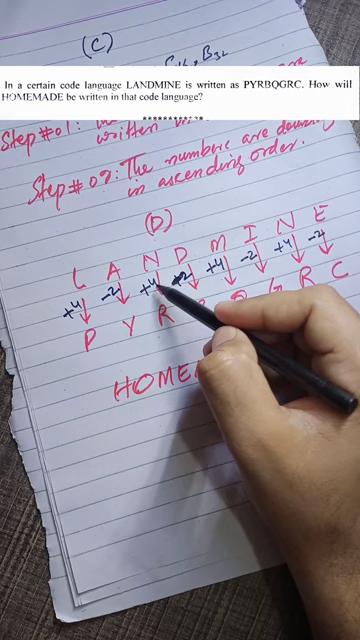 (C)
In a certain code language LANDMINE is written as PYRBQGRC. How will
HOMEMADE be written in that code language?
************
Step#01:
written in
Step#02: The numbers are
in ascending order.
(D)
L A N D M I N E
+4 -2 +4 -2 +4 -2 +4 -2
P Y R G R C
HOME